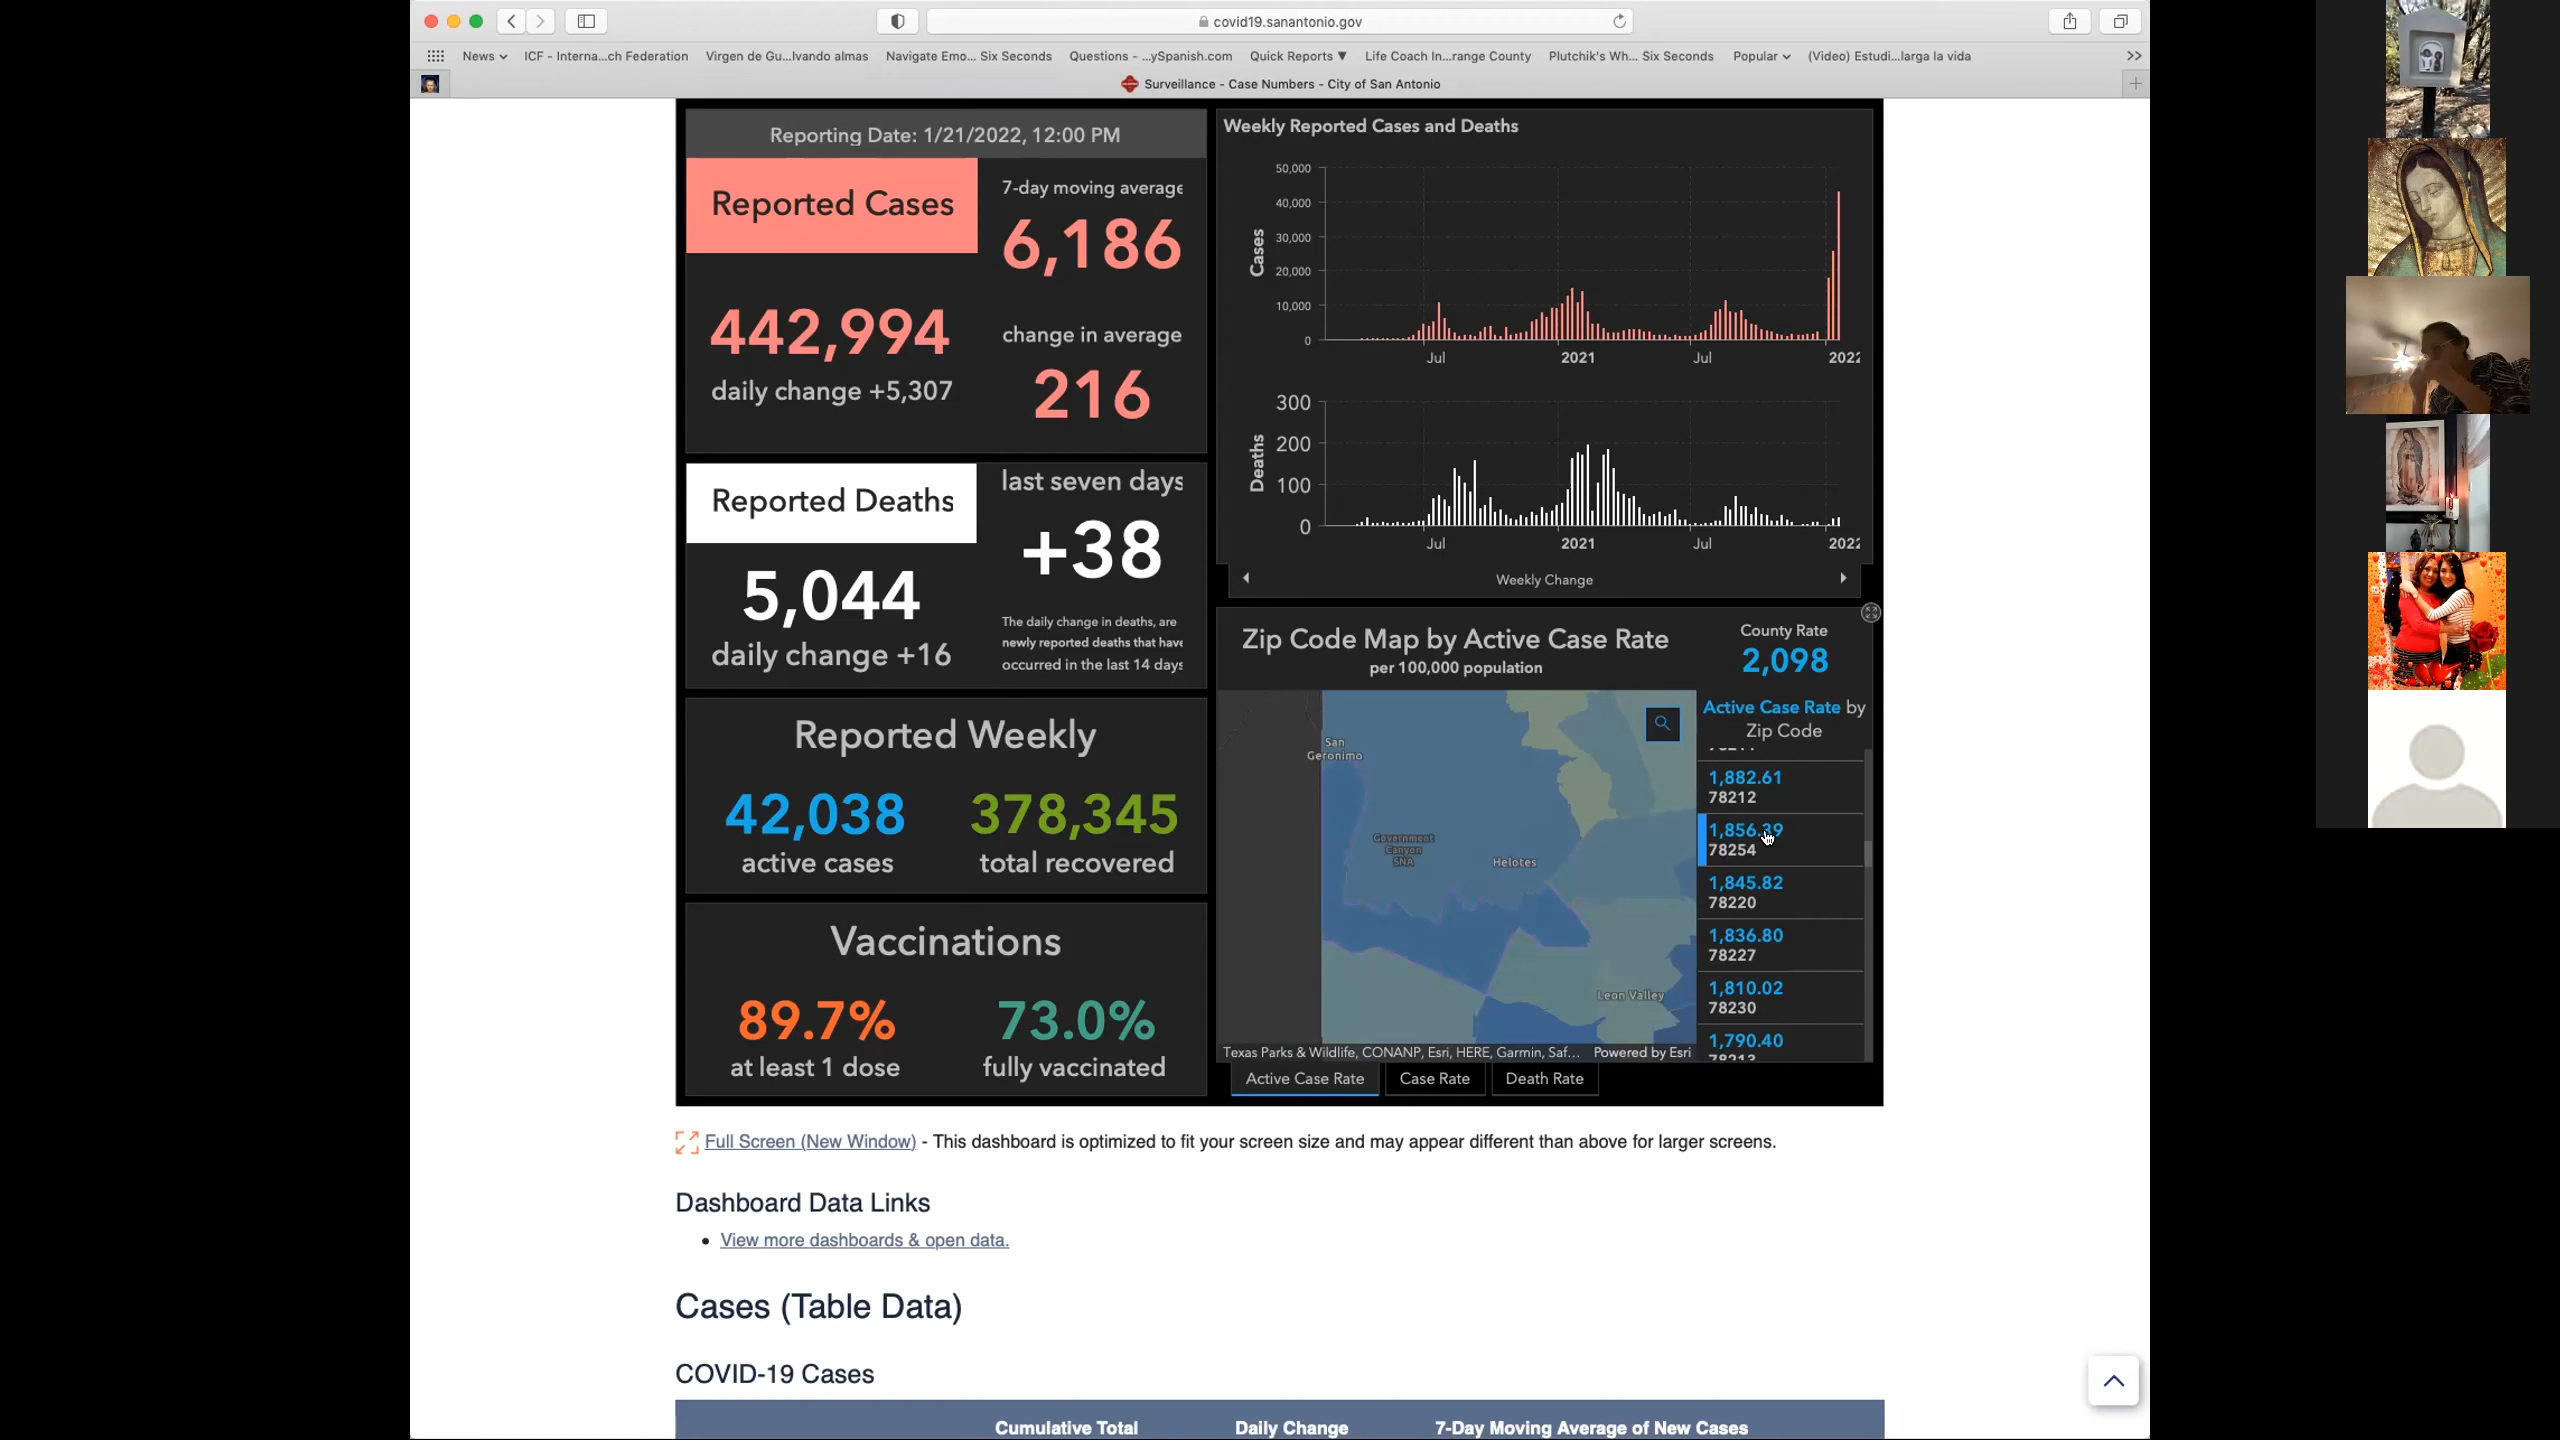 covid19.sanantonio.gov
News
ICF - Interna...ch Federation
Virgen de Gu...lvando almas
Navigate Emo... Six Seconds
Questions - ...ySpanish.com
Quick Reports ▼
Life Coach In...range County
Plutchik's Wh... Six Seconds
Popular
(Video) Estudi...larga la vida
Surveillance - Case Numbers - City of San Antonio
Reporting Date: 1/21/2022, 12:00 PM
Reported Cases
442,994
daily change +5,307
7-day moving average
6,186
change in average
216
Reported Deaths
5,044
daily change +16
last seven days
+38
The daily change in deaths, are
newly reported deaths that have
occurred in the last 14 days
Reported Weekly
42,038
active cases
378,345
total recovered
Vaccinations
89.7%
at least 1 dose
73.0%
fully vaccinated
Weekly Reported Cases and Deaths
Cases
50,000
40,000
30,000
20,000
10,000
0
Jul
2021
Jul
2022
Deaths
300
200
100
0
Jul
2021
Jul
2022
Weekly Change
Zip Code Map by Active Case Rate
per 100,000 population
County Rate
2,098
Active Case Rate by
Zip Code
1,882.61
78212
1,856.39
78254
1,845.82
78220
1,836.80
78227
1,810.02
78230
1,790.40
78213
San
Geronimo
Government
Canyon
SNA
Helotes
Leon Valley
Texas Parks & Wildlife, CONANP, Esri, HERE, Garmin, Saf...
Powered by Esri
Active Case Rate
Case Rate
Death Rate
Full Screen (New Window) - This dashboard is optimized to fit your screen size and may appear different than above for larger screens.
Dashboard Data Links
• View more dashboards & open data.
Cases (Table Data)
COVID-19 Cases
Cumulative Total
Daily Change
7-Day Moving Average of New Cases